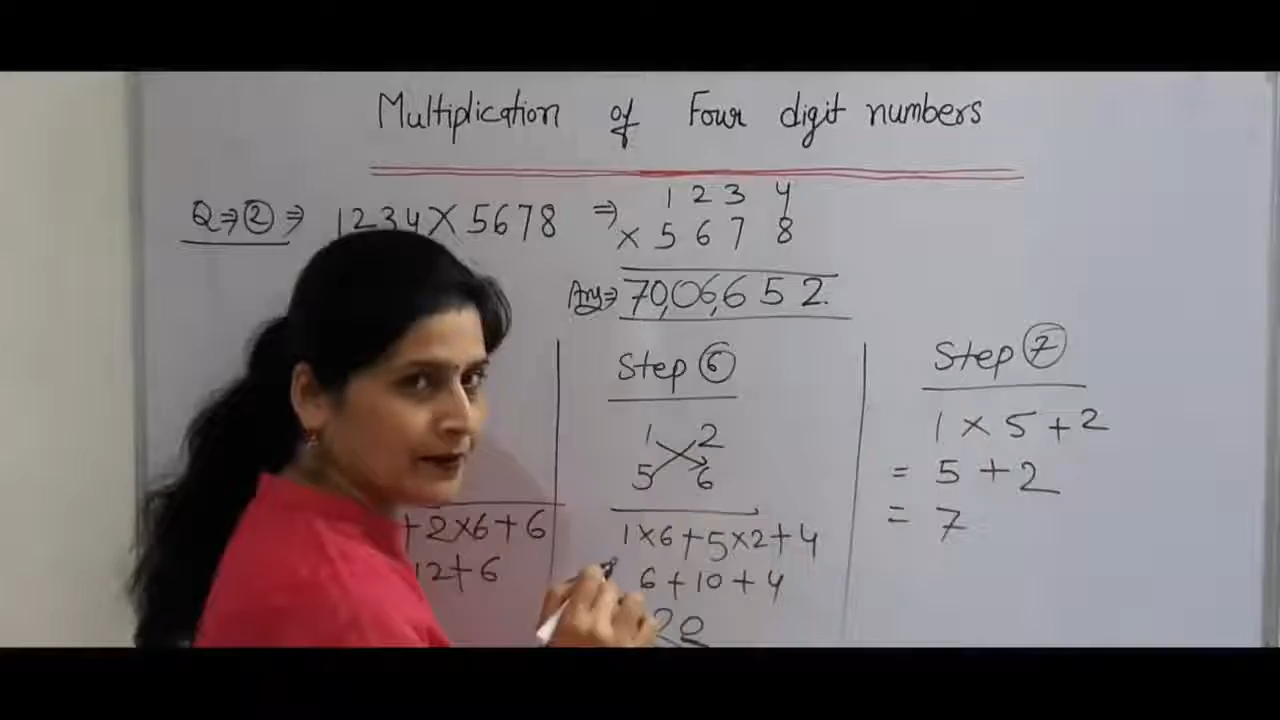 Multiplication of Four digit numbers
Q⇒② ⇒ 1234×5678 ⇒ 1 2 3 4
× 5 6 7 8
Ans⇒ 70,06,6 5 2.
Step ⑥
1 2
5 6
1×6+5×2+4
6+10+4
20
Step ⑦
1 × 5 + 2
= 5 + 2
= 7
+2×6+6
12+6